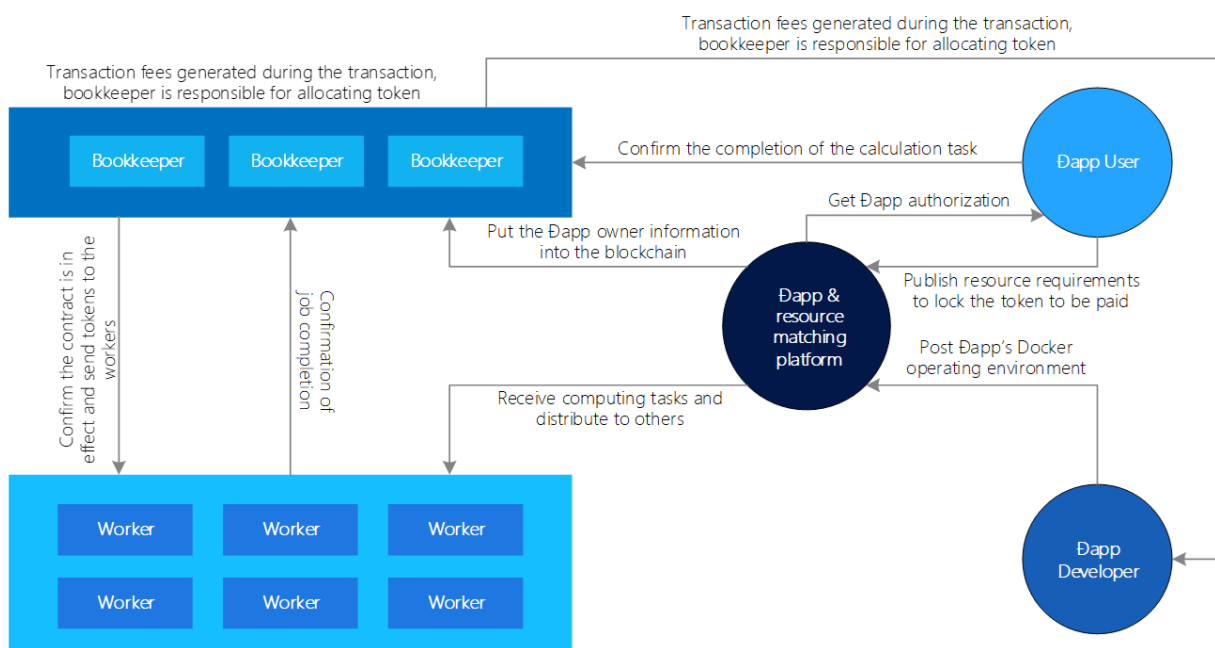 Transaction fees generated during the transaction,
bookkeeper is responsible for allocating token
Transaction fees generated during the transaction,
bookkeeper is responsible for allocating token
Bookkeeper
Bookkeeper
Bookkeeper
Confirm the completion of the calculation task
Đapp User
Get Đapp authorization
Put the Đapp owner information
into the blockchain
Publish resource requirements
to lock the token to be paid
Đapp &
resource
matching
platform
Confirm the contract is in
effect and send tokens to the
workers
Confirmation of
job completion
Post Đapp’s Docker
operating environment
Receive computing tasks and
distribute to others
Worker
Worker
Worker
Worker
Worker
Worker
Đapp
Developer